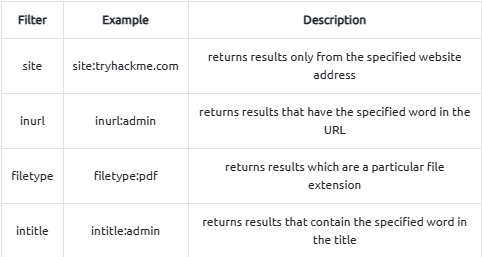 Filter Example Description
site site:tryhackme.com returns results only from the specified website
address
inurl inurl:admin returns results that have the specified word in the
URL
filetype filetype:pdf returns results which are a particular file
extension
intitle intitle:admin returns results that contain the specified word in
the title